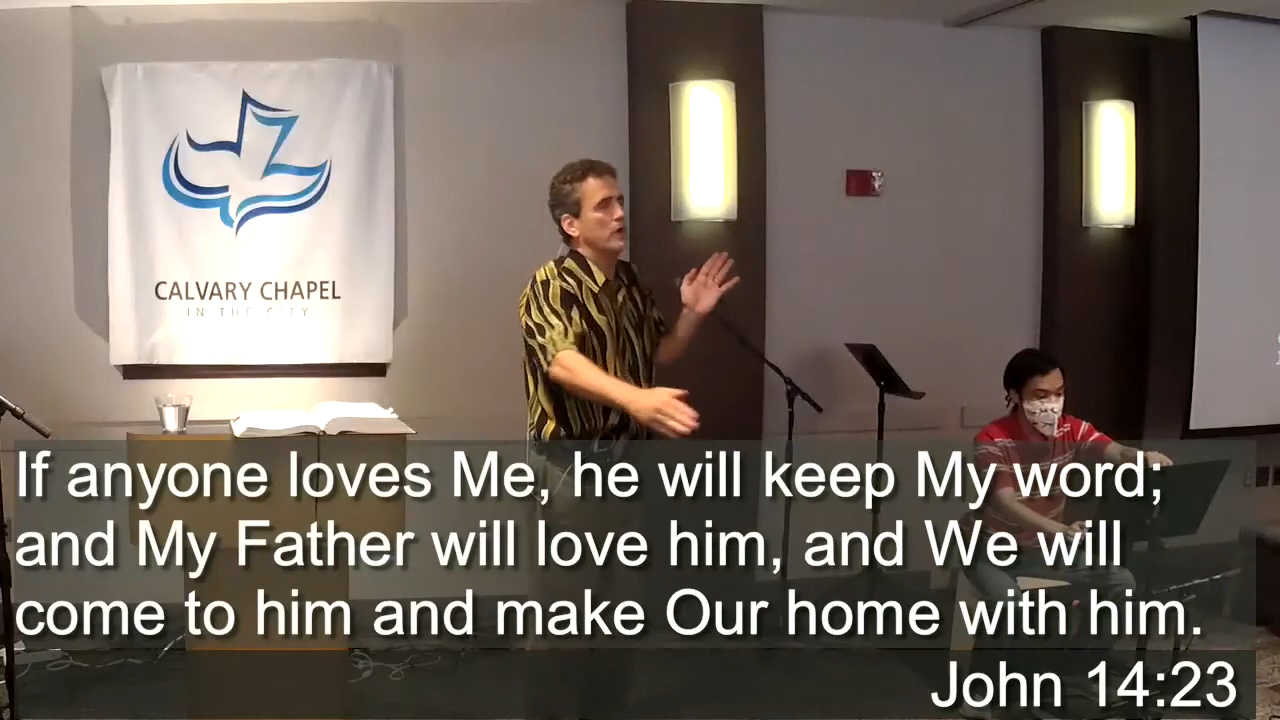 CALVARY CHAPEL
IN THE CITY
If anyone loves Me, he will keep My word;
and My Father will love him, and We will
come to him and make Our home with him.
John 14:23